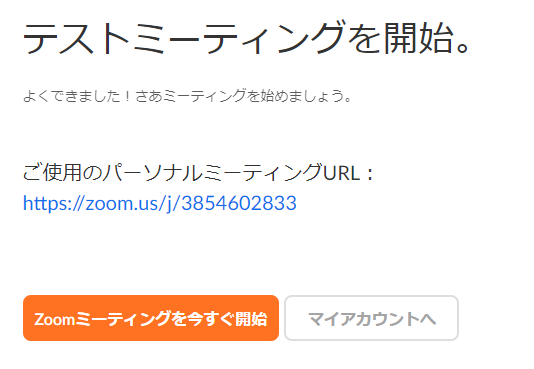 テストミーティングを開始。
よくできました！さあミーティングを始めましょう。
ご使用のパーソナルミーティングURL：
https://zoom.us/j/3854602833
Zoomミーティングを今すぐ開始
マイアカウントへ